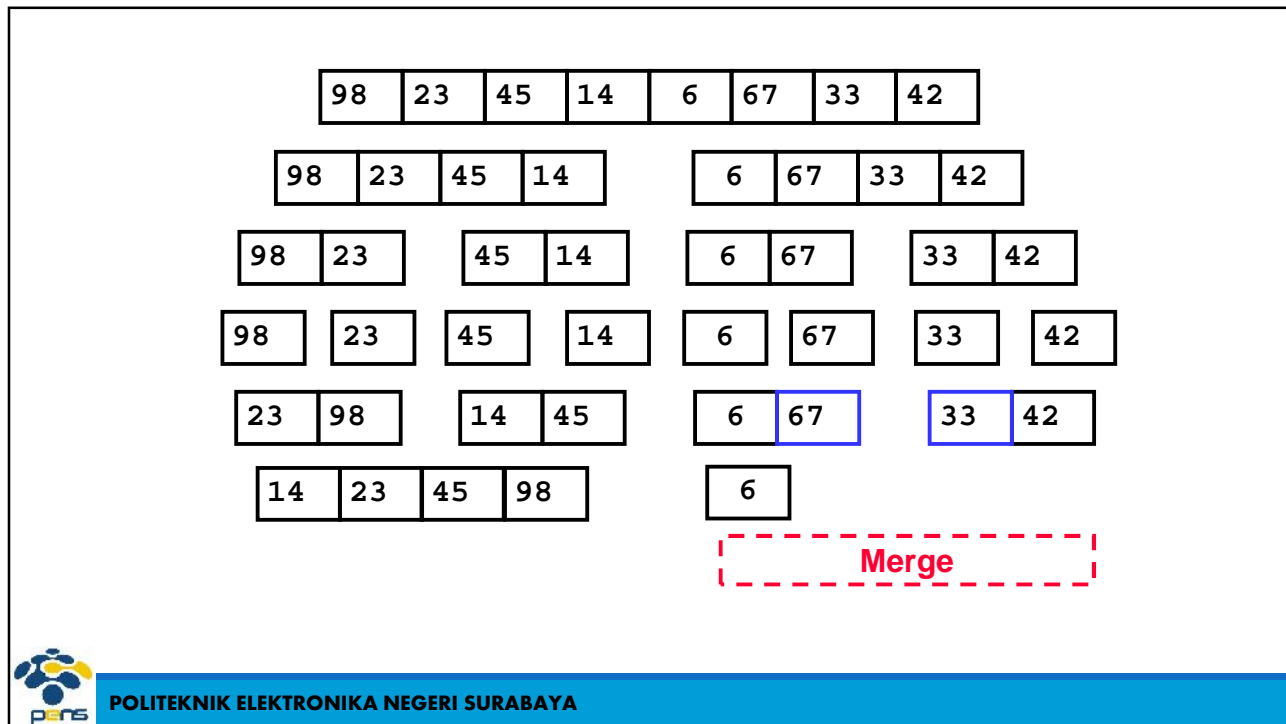 98 23 45 14 6 67 33 42
98 23 45 14 6 67 33 42
98 23 45 14 6 67 33 42
98 23 45 14 6 67 33 42
23 98 14 45 6 67 33 42
14 23 45 98 6
Merge
pens
POLITEKNIK ELEKTRONIKA NEGERI SURABAYA